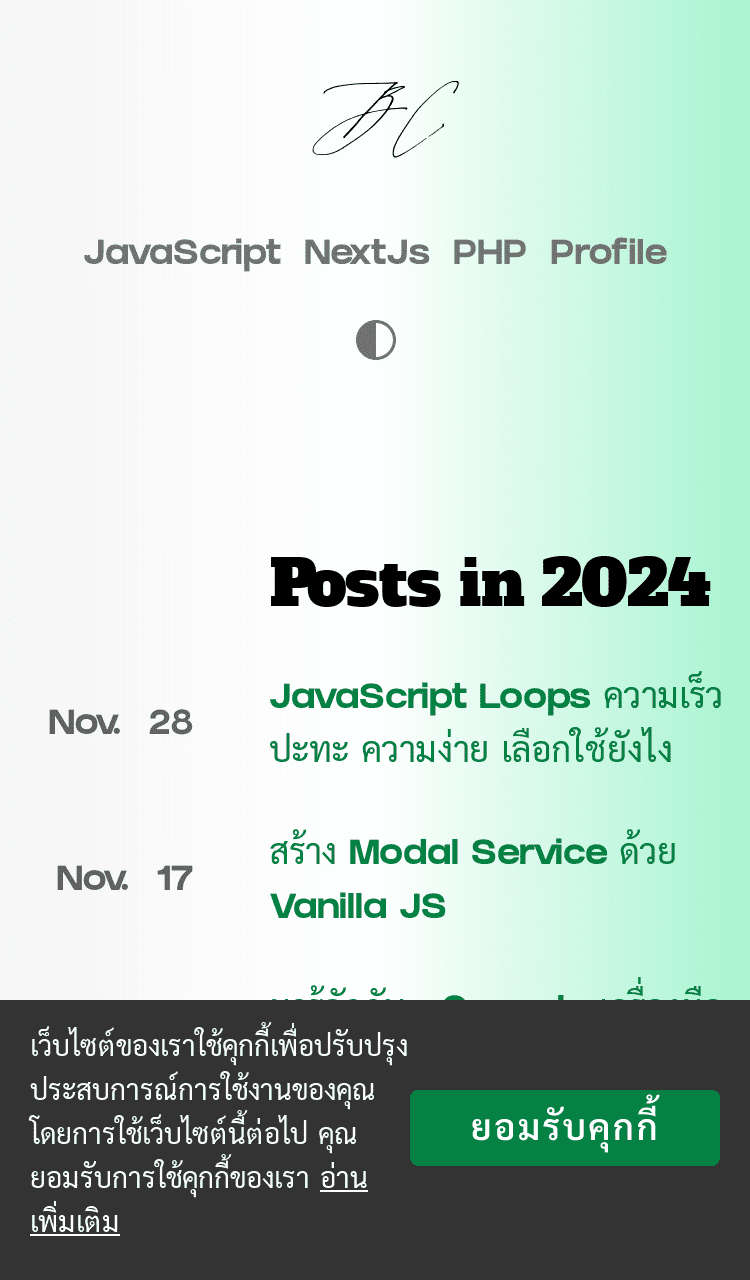 JBC
JavaScript NextJs PHP Profile
Posts in 2024
Nov. 28
JavaScript Loops ความเร็ว
ปะทะ ความง่าย เลือกใช้ยังไง
Nov. 17
สร้าง Modal Service ด้วย
Vanilla JS
เว็บไซต์ของเราใช้คุกกี้เพื่อปรับปรุง
ประสบการณ์การใช้งานของคุณ
โดยการใช้เว็บไซต์นี้ต่อไป คุณ
ยอมรับการใช้คุกกี้ของเรา อ่าน
เพิ่มเติม
ยอมรับคุกกี้